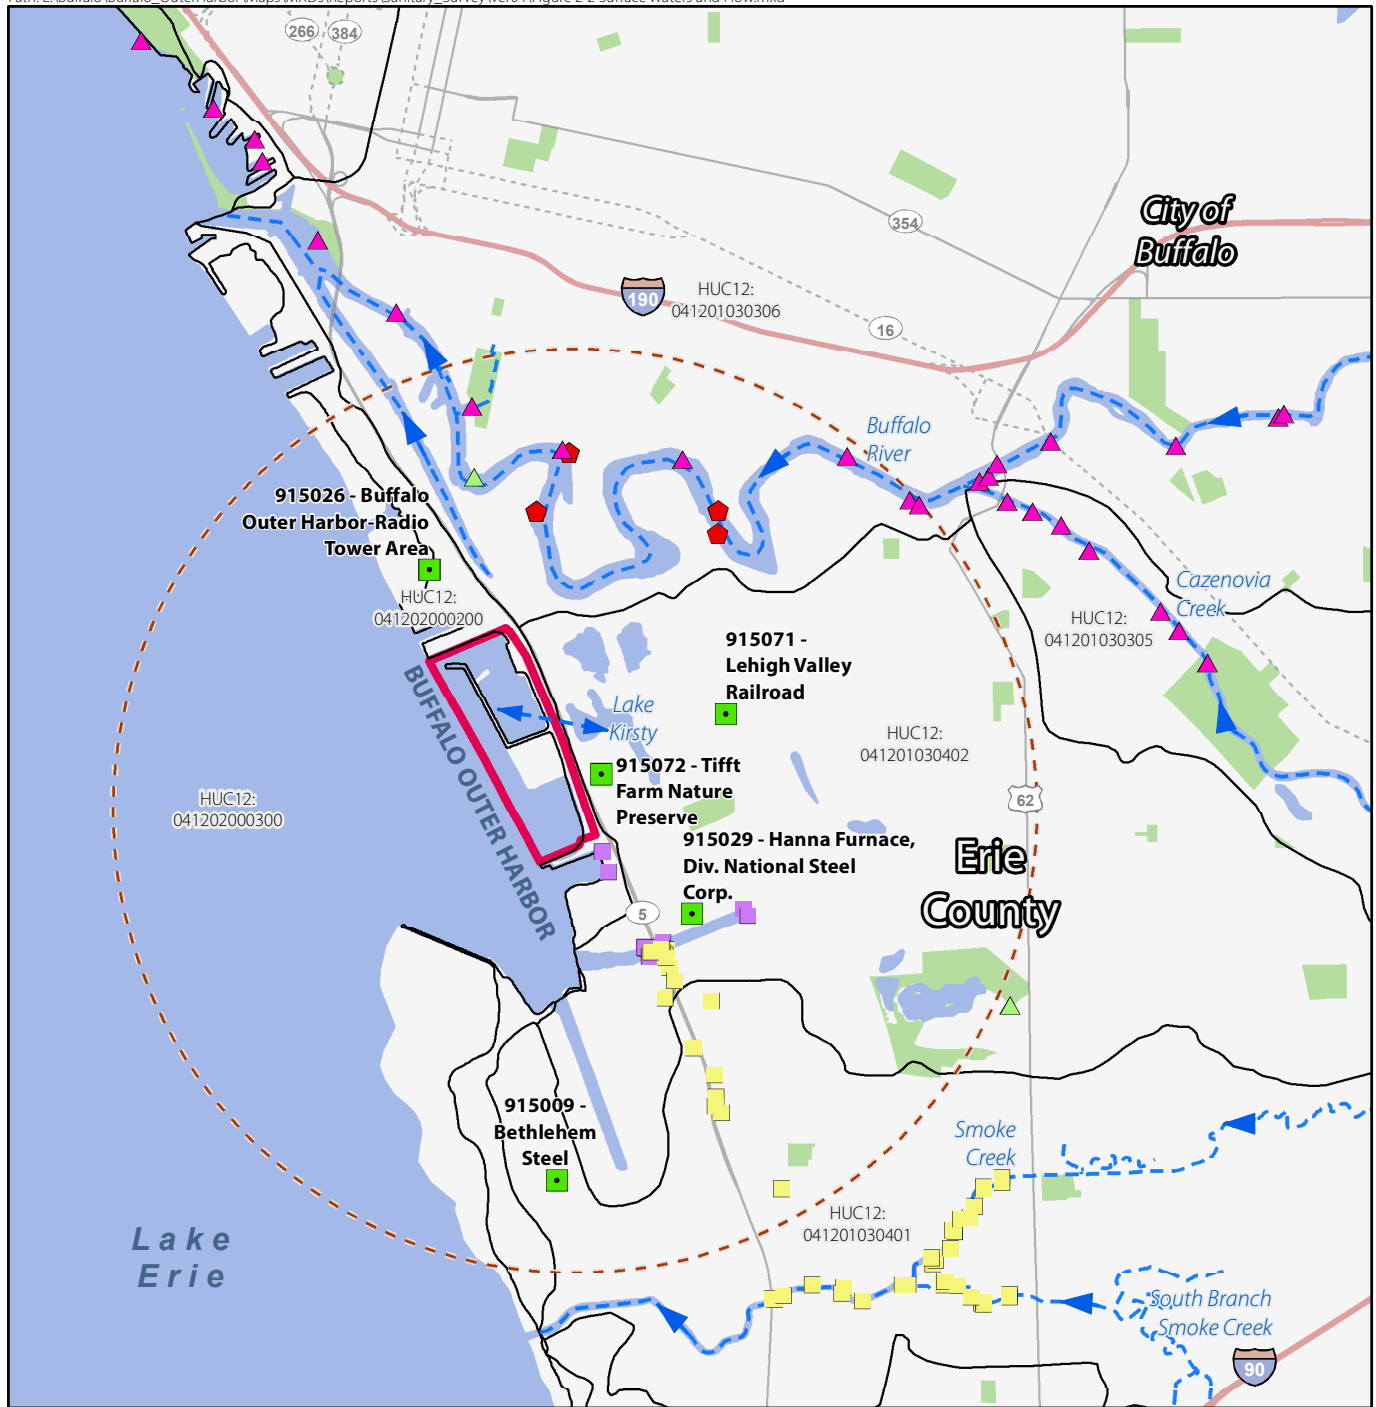 266
384
City of
Buffalo
354
190
HUC12:
041201030306
16
Buffalo
River
915026 - Buffalo
Outer Harbor-Radio
Tower Area
HUC12:
041202000200
Cazenovia
Creek
HUC12:
041201030305
915071 -
Lehigh Valley
Railroad
Lake
Kirsty
HUC12:
041201030402
BUFFALO OUTER HARBOR
915072 - Tifft
Farm Nature
Preserve
HUC12:
041202000300
62
915029 - Hanna Furnace,
Div. National Steel
Corp.
Erie
County
5
915009 -
Bethlehem
Steel
Smoke
Creek
HUC12:
041201030401
Lake
Erie
South Branch
Smoke Creek
90